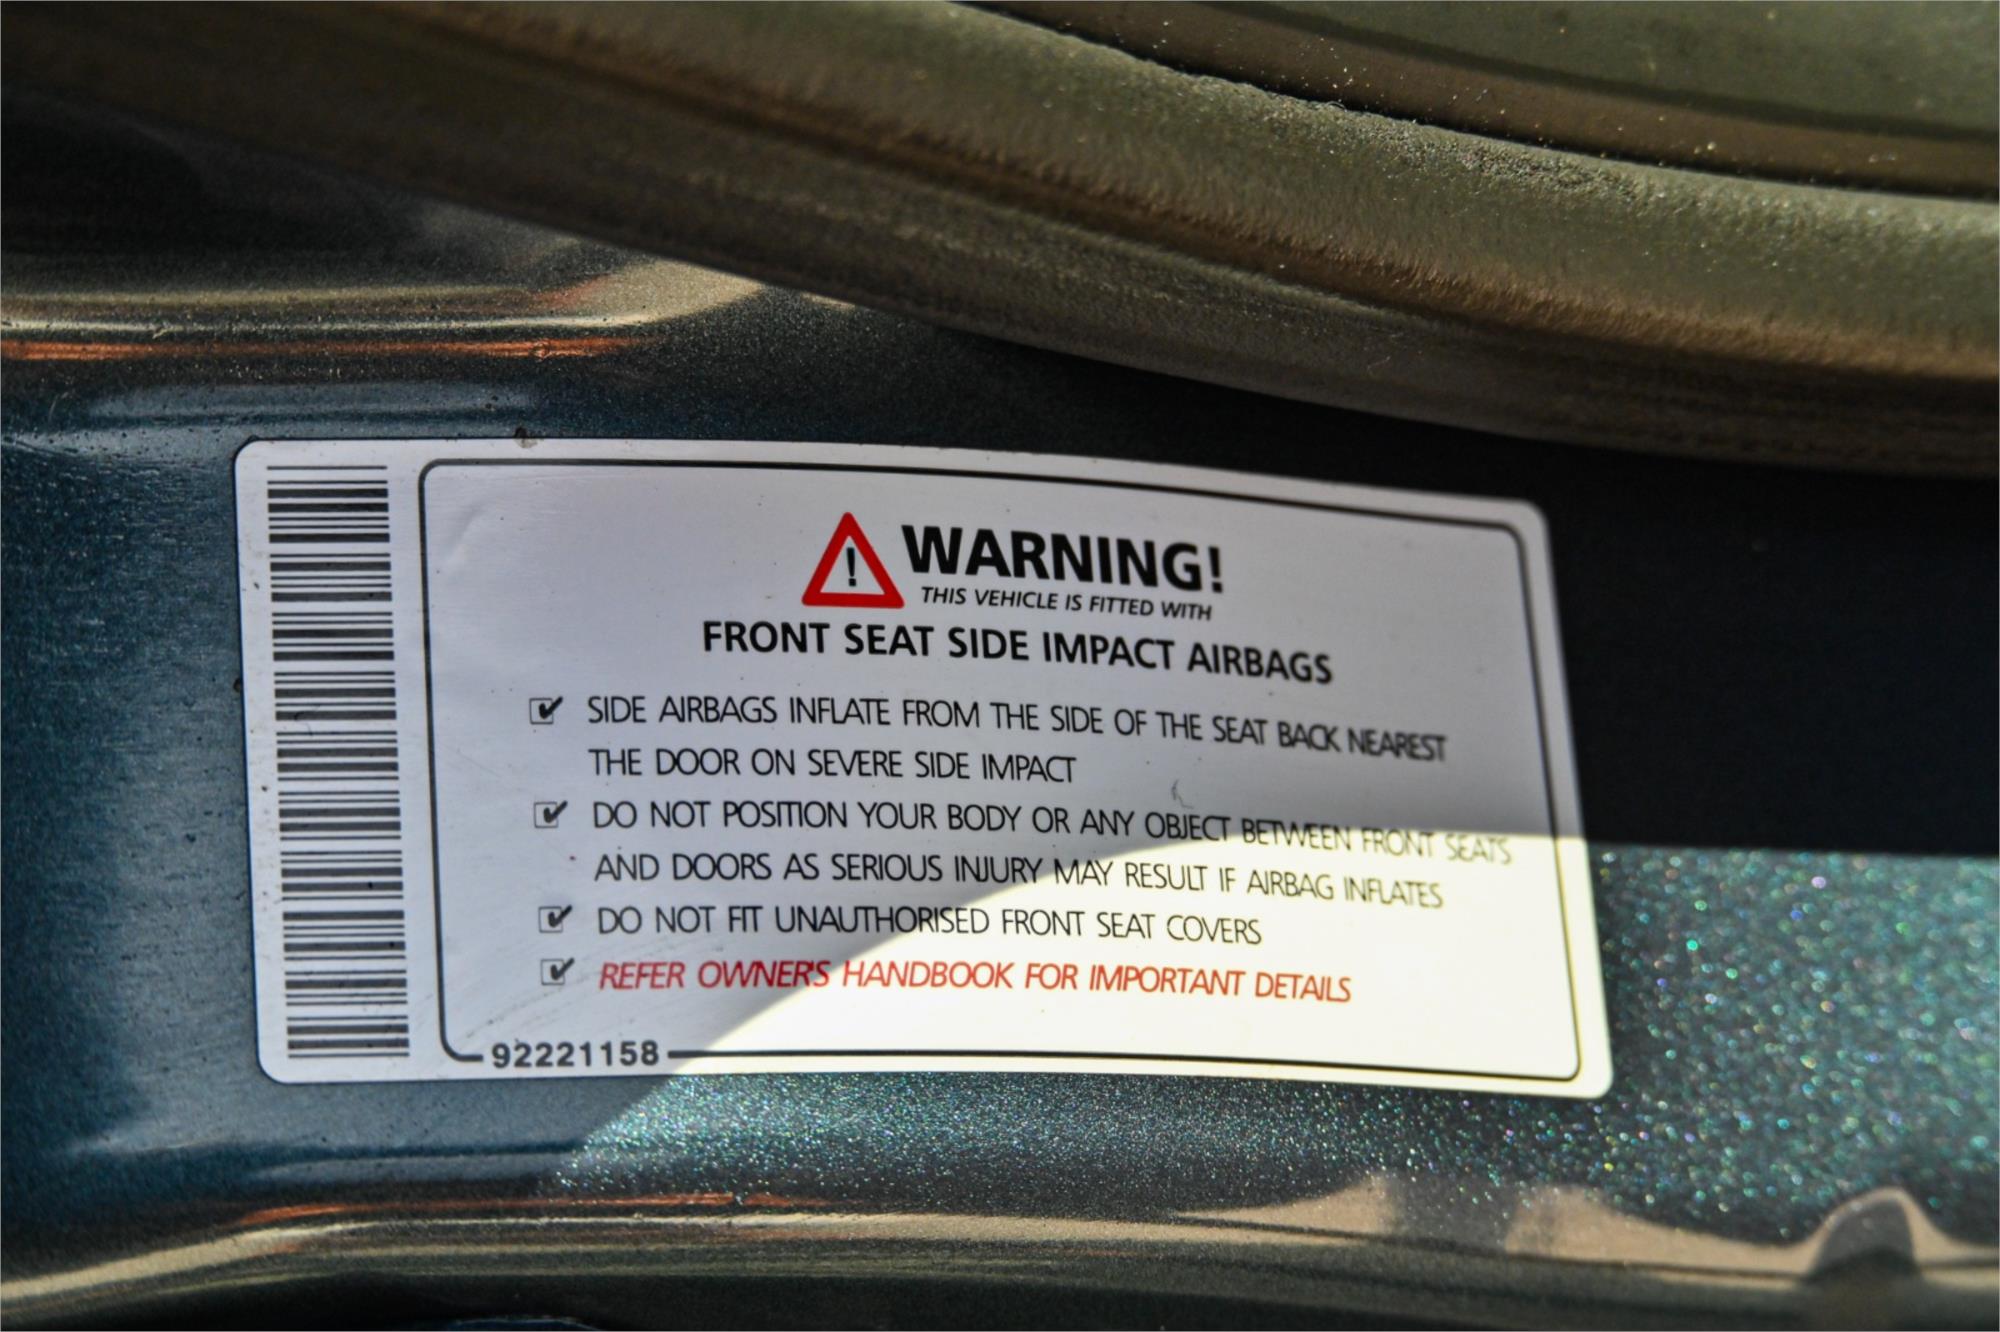 WARNING!
THIS VEHICLE IS FITTED WITH
FRONT SEAT SIDE IMPACT AIRBAGS
SIDE AIRBAGS INFLATE FROM THE SIDE OF THE SEAT BACK NEAREST
THE DOOR ON SEVERE SIDE IMPACT
DO NOT POSITION YOUR BODY OR ANY OBJECT BETWEEN FRONT SEATS
AND DOORS AS SERIOUS INJURY MAY RESULT IF AIRBAG INFLATES
DO NOT FIT UNAUTHORISED FRONT SEAT COVERS
REFER OWNER'S HANDBOOK FOR IMPORTANT DETAILS
92221158